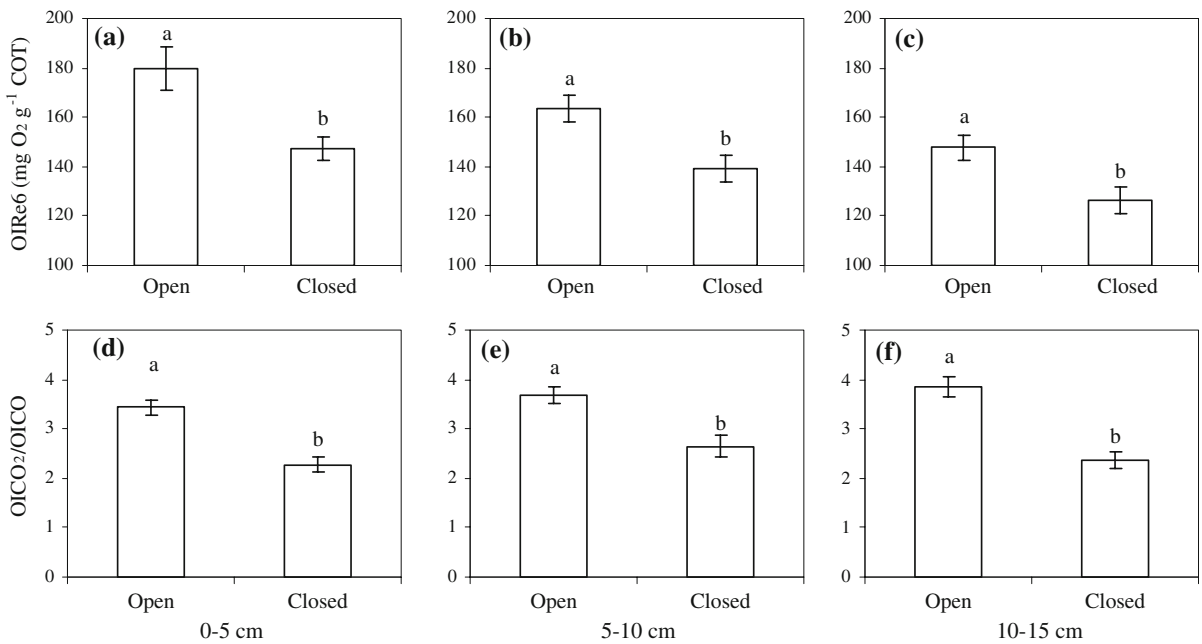 OIRe6 (mg O₂ g⁻¹ COT)
200
180
160
140
120
100
(a)
a
b
Open Closed
200
180
160
140
120
100
(b)
a
b
Open Closed
200
180
160
140
120
100
(c)
a
b
Open Closed
OICO₂/OICO
5
4
3
2
1
0
(d)
a
b
Open Closed
0-5 cm
5
4
3
2
1
0
(e)
a
b
Open Closed
5-10 cm
5
4
3
2
1
0
(f)
a
b
Open Closed
10-15 cm